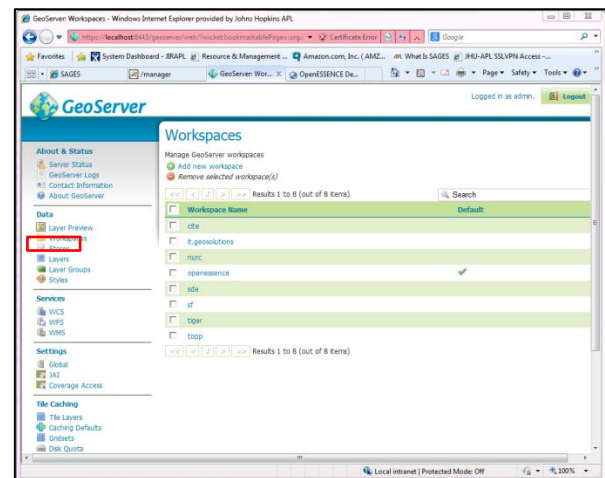 GeoServer: Workspaces - Windows Internet Explorer provided by Johns Hopkins APL
https://localhost:8443/geoserver/web/?wicket:bookmarkablePage=:org. Certificate Error Google
Favorites System Dashboard - JIRAPL Resource & Management ... Amazon.com, Inc. (AMZ... What Is SAGES JHU-APL SSLVPN Access -...
SAGES /manager GeoServer: Wor... OpenESSENCE De... Page Safety Tools
GeoServer
Logged in as admin. Logout
About & Status
Server Status
GeoServer Logs
Contact Information
About GeoServer
Data
Layer Preview
Workspaces
Stores
Layers
Layer Groups
Styles
Services
WCS
WFS
WMS
Settings
Global
JAI
Coverage Access
Tile Caching
Tile Layers
Caching Defaults
Gridsets
Disk Quota
Workspaces
Manage GeoServer workspaces
Add new workspace
Remove selected workspace(s)
<< < 1 > >> Results 1 to 8 (out of 8 items) Search
Workspace Name Default
cite
it.geosolutions
nurc
openessence
sde
sf
tiger
topp
<< < 1 > >> Results 1 to 8 (out of 8 items)
Local intranet | Protected Mode: Off 100%